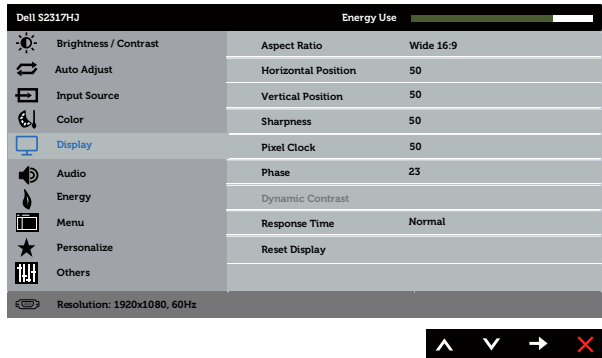 Dell S2317HJ Energy Use
Brightness / Contrast
Auto Adjust
Input Source
Color
Display
Audio
Energy
Menu
Personalize
Others
Aspect Ratio Wide 16:9
Horizontal Position 50
Vertical Position 50
Sharpness 50
Pixel Clock 50
Phase 23
Dynamic Contrast
Response Time Normal
Reset Display
Resolution: 1920x1080, 60Hz